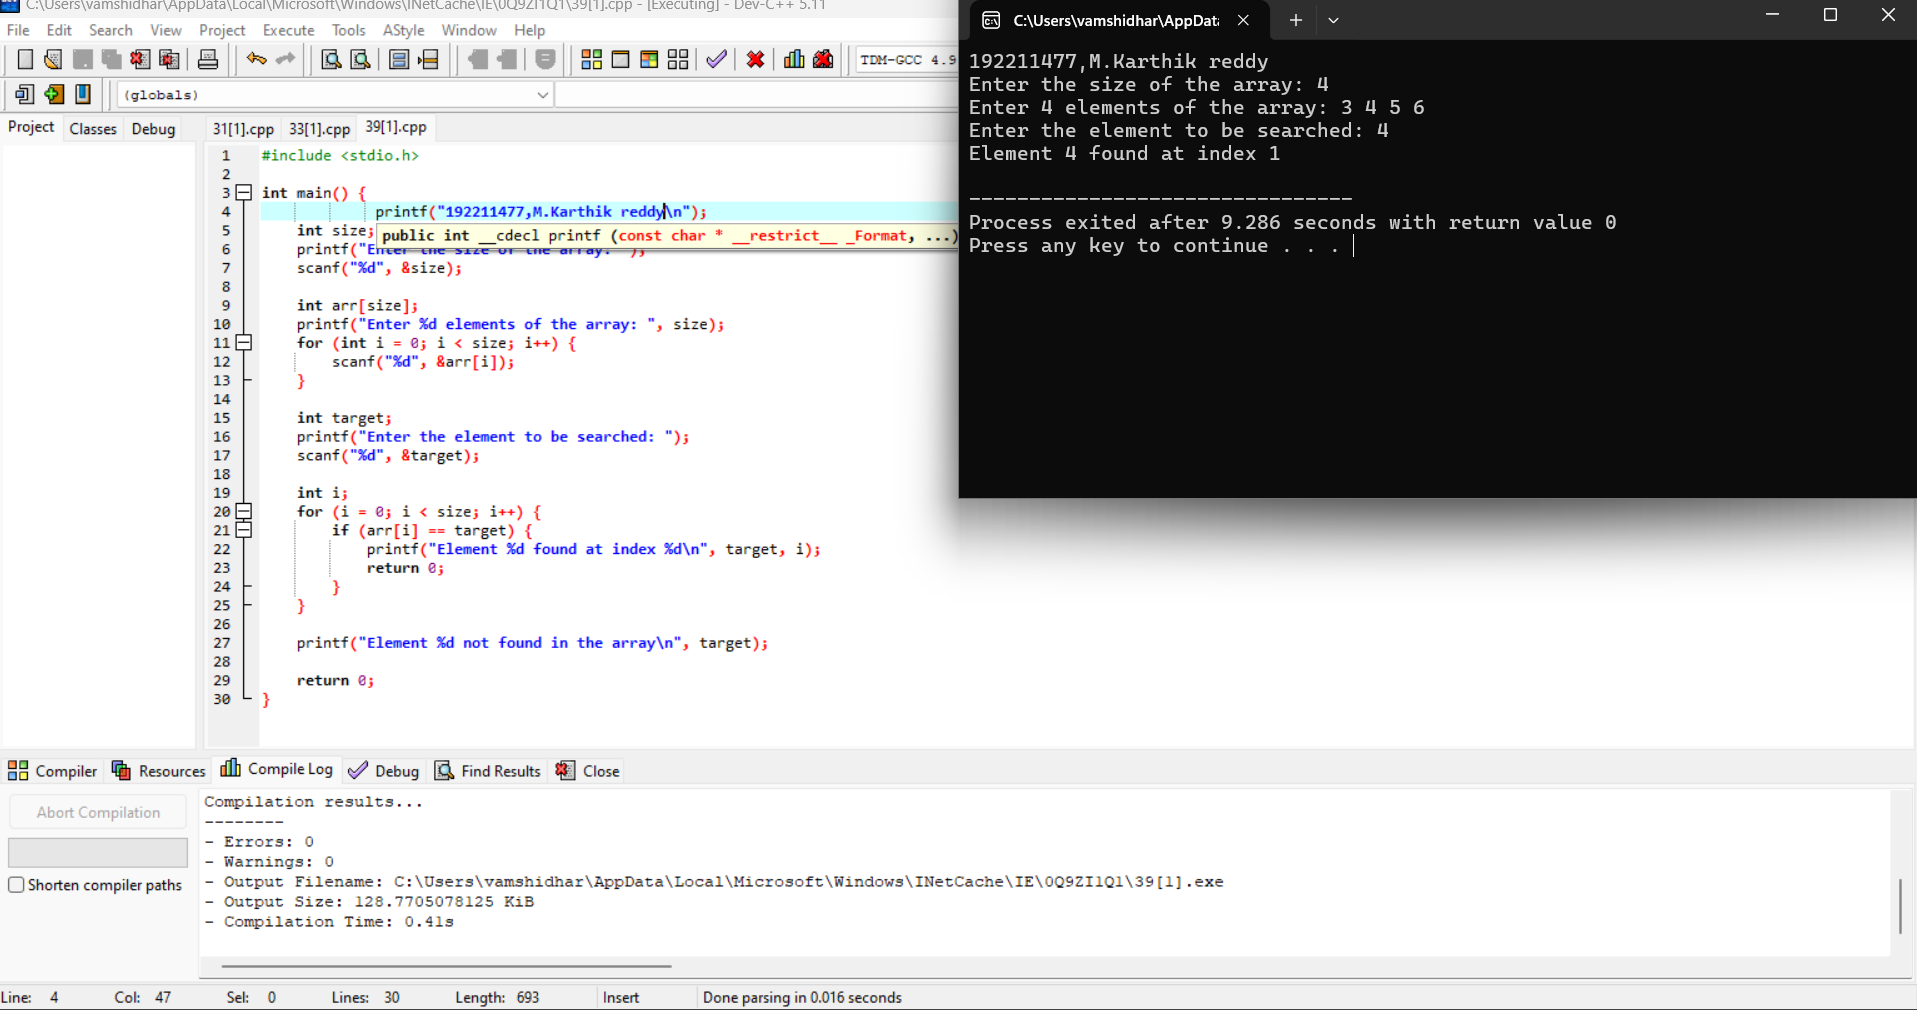 C:\Users\vamshidhar\AppData\Local\Microsoft\Windows\INetCache\IE\0Q9ZI1Q1\39[1].cpp - [Executing] - Dev-C++ 5.11
File Edit Search View Project Execute Tools AStyle Window Help
TDM-GCC 4.9
(globals)
Project Classes Debug
31[1].cpp 33[1].cpp 39[1].cpp
1 #include <stdio.h>
2
3 int main() {
4 printf("192211477,M.Karthik reddy\n");
5 int size;
public int __cdecl printf (const char * __restrict__ _Format, ...)
6 printf("Enter the size of the array: ");
7 scanf("%d", &size);
8
9 int arr[size];
10 printf("Enter %d elements of the array: ", size);
11 for (int i = 0; i < size; i++) {
12 scanf("%d", &arr[i]);
13 }
14
15 int target;
16 printf("Enter the element to be searched: ");
17 scanf("%d", &target);
18
19 int i;
20 for (i = 0; i < size; i++) {
21 if (arr[i] == target) {
22 printf("Element %d found at index %d\n", target, i);
23 return 0;
24 }
25 }
26
27 printf("Element %d not found in the array\n", target);
28
29 return 0;
30 }
C:\Users\vamshidhar\AppData
192211477,M.Karthik reddy
Enter the size of the array: 4
Enter 4 elements of the array: 3 4 5 6
Enter the element to be searched: 4
Element 4 found at index 1
--------------------------------
Process exited after 9.286 seconds with return value 0
Press any key to continue . . .
Compiler Resources Compile Log Debug Find Results Close
Abort Compilation
Shorten compiler paths
Compilation results...
--------
- Errors: 0
- Warnings: 0
- Output Filename: C:\Users\vamshidhar\AppData\Local\Microsoft\Windows\INetCache\IE\0Q9ZI1Q1\39[1].exe
- Output Size: 128.7705078125 KiB
- Compilation Time: 0.41s
Line: 4 Col: 47 Sel: 0 Lines: 30 Length: 693 Insert Done parsing in 0.016 seconds